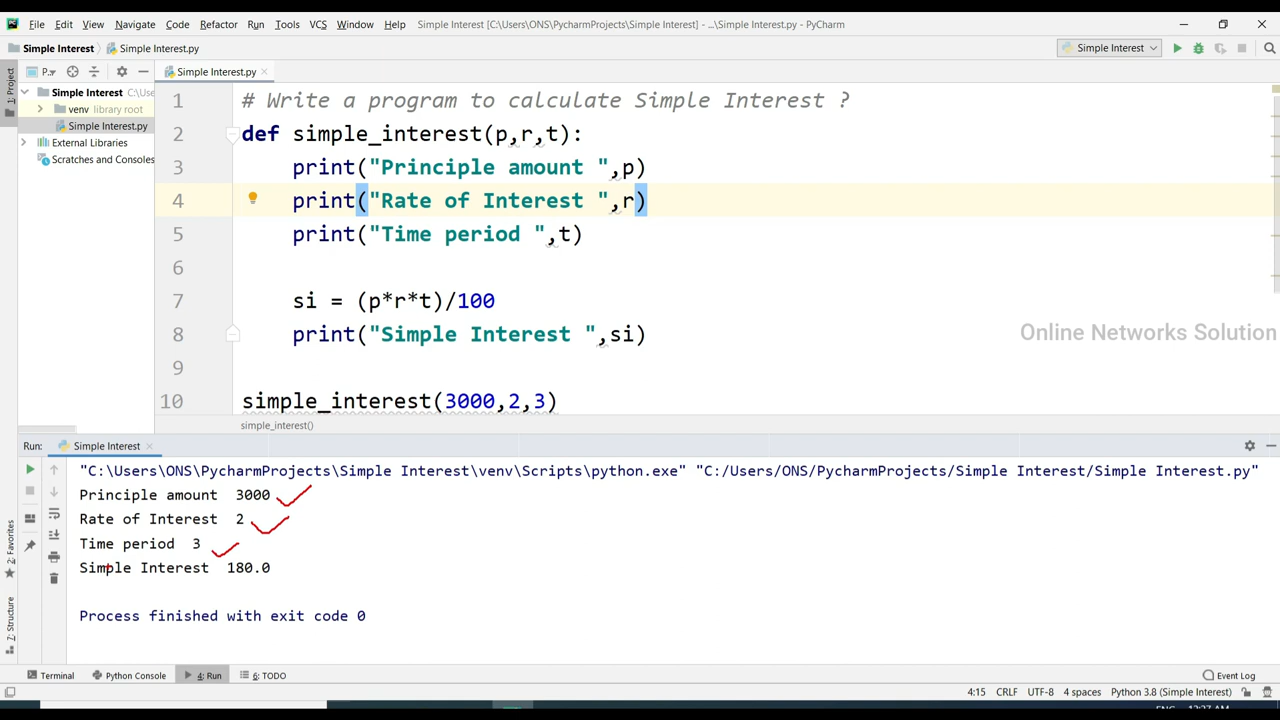 File Edit View Navigate Code Refactor Run Tools VCS Window Help Simple Interest [C:\Users\ONS\PycharmProjects\Simple Interest] - ...\Simple Interest.py - PyCharm
Simple Interest Simple Interest.py Simple Interest
1: Project P... Simple Interest.py
Simple Interest C:\Use
venv library root
Simple Interest.py
External Libraries
Scratches and Consoles
1 # Write a program to calculate Simple Interest ?
2 def simple_interest(p,r,t):
3 print("Principle amount ",p)
4 print("Rate of Interest ",r)
5 print("Time period ",t)
6
7 si = (p*r*t)/100
8 print("Simple Interest ",si)
Online Networks Solution
9
10 simple_interest(3000,2,3)
simple_interest()
Run: Simple Interest
"C:\Users\ONS\PycharmProjects\Simple Interest\venv\Scripts\python.exe" "C:/Users/ONS/PycharmProjects/Simple Interest/Simple Interest.py"
Principle amount  3000
Rate of Interest  2
Time period  3
Simple Interest  180.0
Process finished with exit code 0
2: Favorites
7: Structure
Terminal Python Console 4: Run 6: TODO Event Log
4:15 CRLF UTF-8 4 spaces Python 3.8 (Simple Interest)